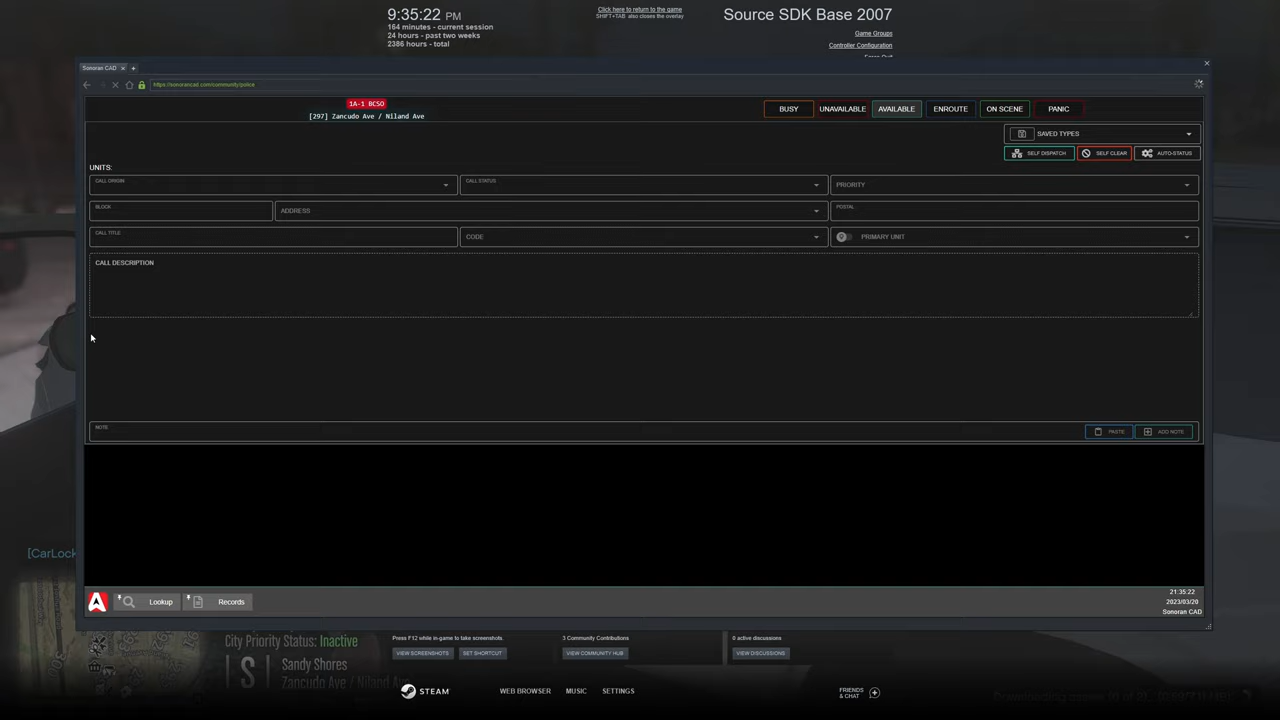 9:35:22 PM
164 minutes - current session
24 hours - past two weeks
2386 hours - total
Click here to return to the game
SHIFT+TAB also closes the overlay
Source SDK Base 2007
Game Groups
Controller Configuration
Sonoran CAD
https://sonorancad.com/community/police
1A-1 BCSO
[297] Zancudo Ave / Niland Ave
BUSY
UNAVAILABLE
AVAILABLE
ENROUTE
ON SCENE
PANIC
SAVED TYPES
SELF DISPATCH
SELF CLEAR
AUTO-STATUS
UNITS:
CALL ORIGIN
CALL STATUS
PRIORITY
BLOCK
ADDRESS
POSTAL
CALL TITLE
CODE
PRIMARY UNIT
CALL DESCRIPTION
NOTE
PASTE
ADD NOTE
[CarLock
Lookup
Records
21:35:22
2023/03/20
Sonoran CAD
City Priority Status: Inactive
S
Sandy Shores
Zancudo Ave / Niland Ave
Press F12 while in-game to take screenshots.
VIEW SCREENSHOTS
SET SHORTCUT
3 Community Contributions
VIEW COMMUNITY HUB
0 active discussions
VIEW DISCUSSIONS
STEAM
WEB BROWSER
MUSIC
SETTINGS
FRIENDS
& CHAT